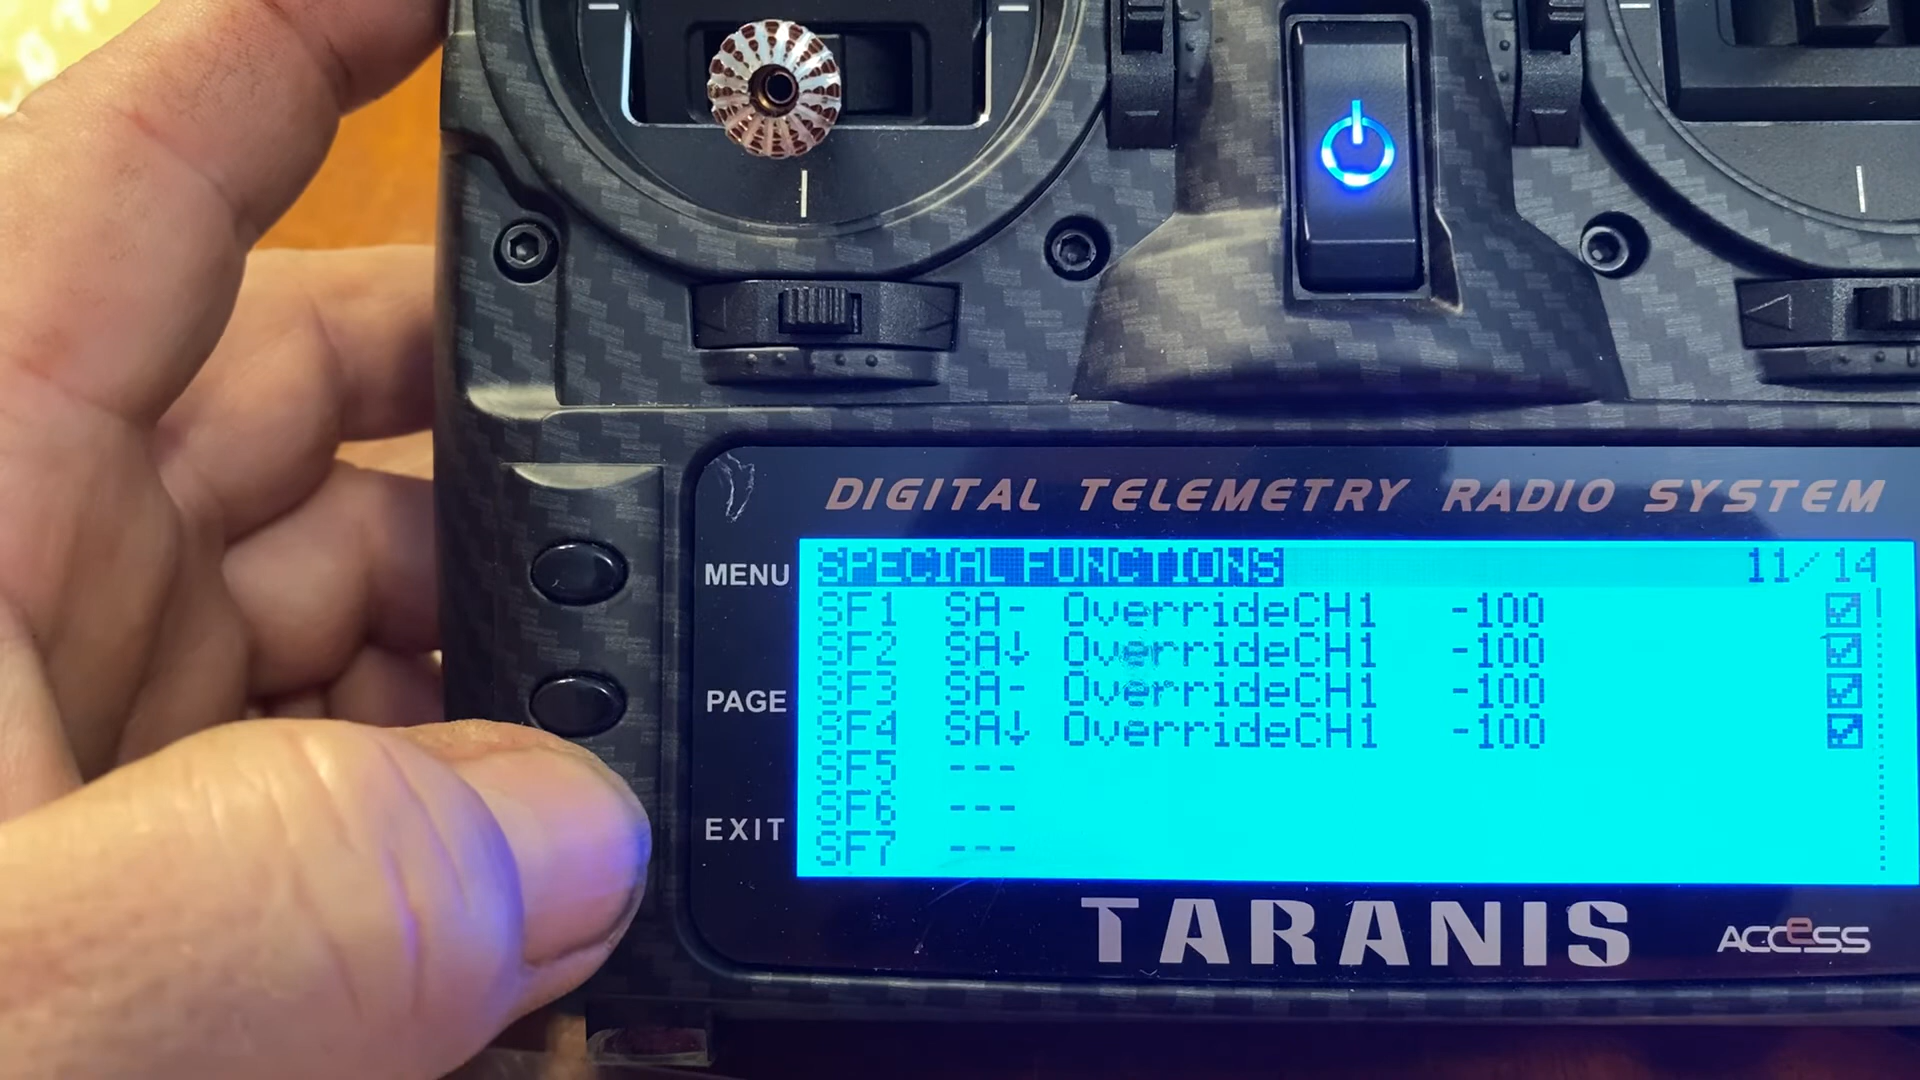 DIGITAL TELEMETRY RADIO SYSTEM
MENU
PAGE
EXIT
SPECIAL FUNCTIONS 11/14
SF1 SA- OverrideCH1 -100
SF2 SA↓ OverrideCH1 -100
SF3 SA- OverrideCH1 -100
SF4 SA↓ OverrideCH1 -100
SF5 ---
SF6 ---
SF7 ---
TARANIS ACCeSS